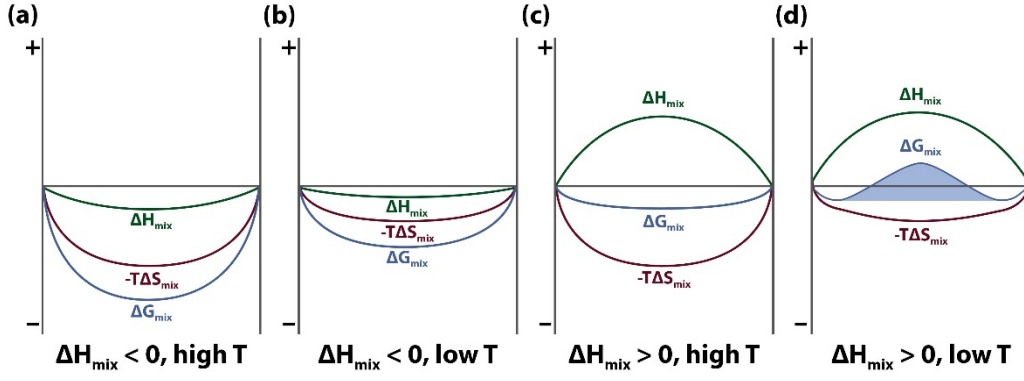 (a)
+
ΔHmix
-TΔSmix
ΔGmix
−
ΔHmix < 0, high T
(b)
+
ΔHmix
-TΔSmix
ΔGmix
−
ΔHmix < 0, low T
(c)
+
ΔHmix
ΔGmix
-TΔSmix
−
ΔHmix > 0, high T
(d)
+
ΔHmix
ΔGmix
-TΔSmix
−
ΔHmix > 0, low T